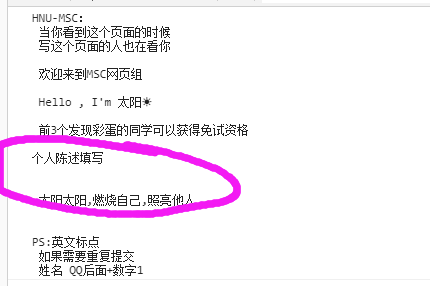 HNU-MSC:
当你看到这个页面的时候
写这个页面的人也在看你
欢迎来到MSC网页组
Hello , I'm 太阳☀
前3个发现彩蛋的同学可以获得免试资格
个人陈述填写
太阳太阳,燃烧自己,照亮他人
PS:英文标点
如果需要重复提交
姓名 QQ后面+数字1